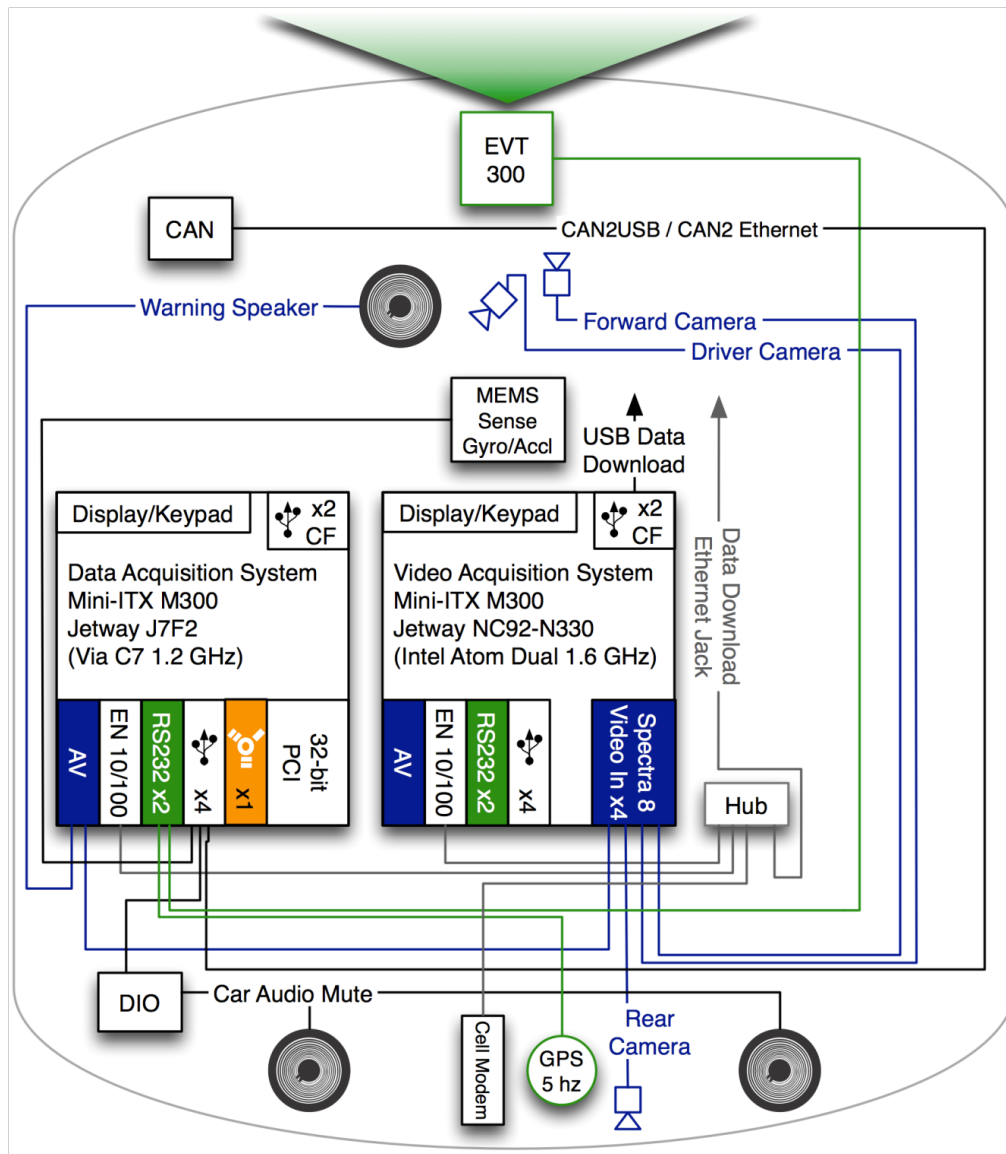 EVT
300
CAN
CAN2USB / CAN2 Ethernet
Warning Speaker
Forward Camera
Driver Camera
MEMS
Sense
Gyro/Accl
USB Data
Download
Data Download
Ethernet Jack
Display/Keypad
x2
CF
Data Acquisition System
Mini-ITX M300
Jetway J7F2
(Via C7 1.2 GHz)
AV
EN 10/100
RS232 x2
x4
x1
32-bit
PCI
Display/Keypad
x2
CF
Video Acquisition System
Mini-ITX M300
Jetway NC92-N330
(Intel Atom Dual 1.6 GHz)
AV
EN 10/100
RS232 x2
x4
Spectra 8
Video In x4
Hub
DIO
Car Audio Mute
Cell Modem
GPS
5 hz
Rear
Camera